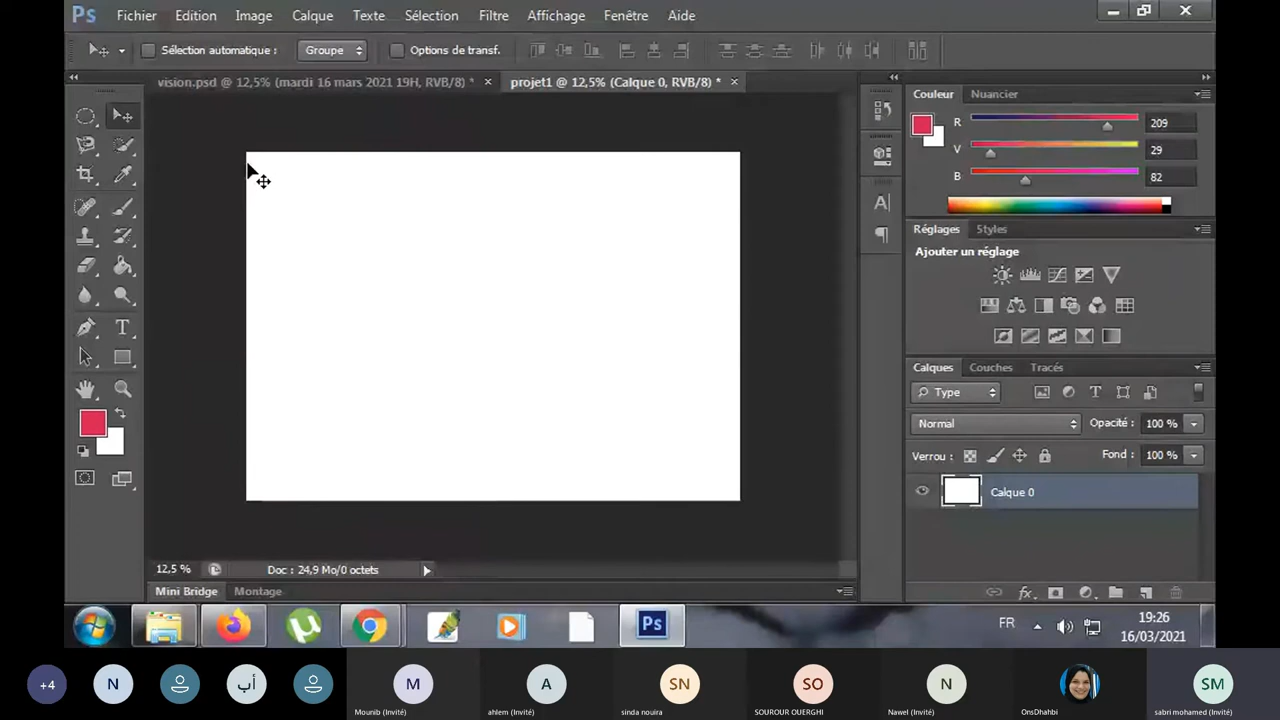 Ps Fichier Edition Image Calque Texte Sélection Filtre Affichage Fenêtre Aide
Sélection automatique : Groupe Options de transf.
vision.psd @ 12,5% (mardi 16 mars 2021 19H, RVB/8) * projet1 @ 12,5% (Calque 0, RVB/8) *
Couleur Nuancier
R 209
V 29
B 82
Réglages Styles
Ajouter un réglage
Calques Couches Tracés
Type
Normal Opacité : 100 %
Verrou : Fond : 100 %
Calque 0
12,5 % Doc : 24,9 Mo/0 octets
Mini Bridge Montage
fx
Ps
FR 19:26
16/03/2021
+4 N أب M A SN SO N SM
Mounib (Invité) ahlem (Invité) sinda nouira SOUROUR OUERGHI Nawel (Invité) OnsDhahbi sabri mohamed (Invité)